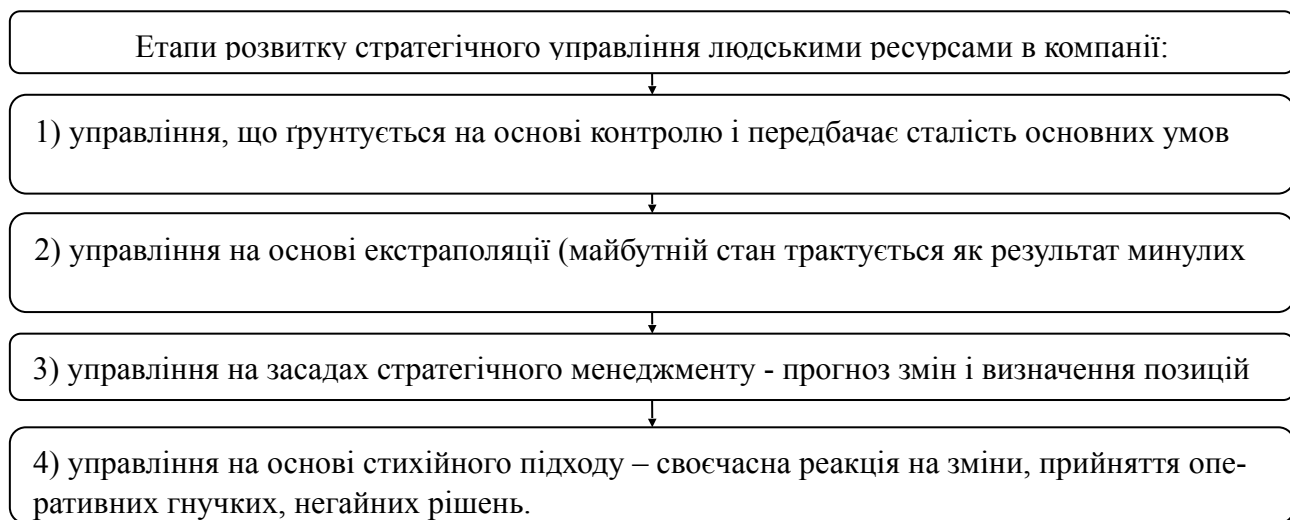 Етапи розвитку стратегічного управління людськими ресурсами в компанії:
1) управління, що ґрунтується на основі контролю і передбачає сталість основних умов
2) управління на основі екстраполяції (майбутній стан трактується як результат минулих
3) управління на засадах стратегічного менеджменту - прогноз змін і визначення позицій
4) управління на основі стихійного підходу – своєчасна реакція на зміни, прийняття опе-
ративних гнучких, негайних рішень.